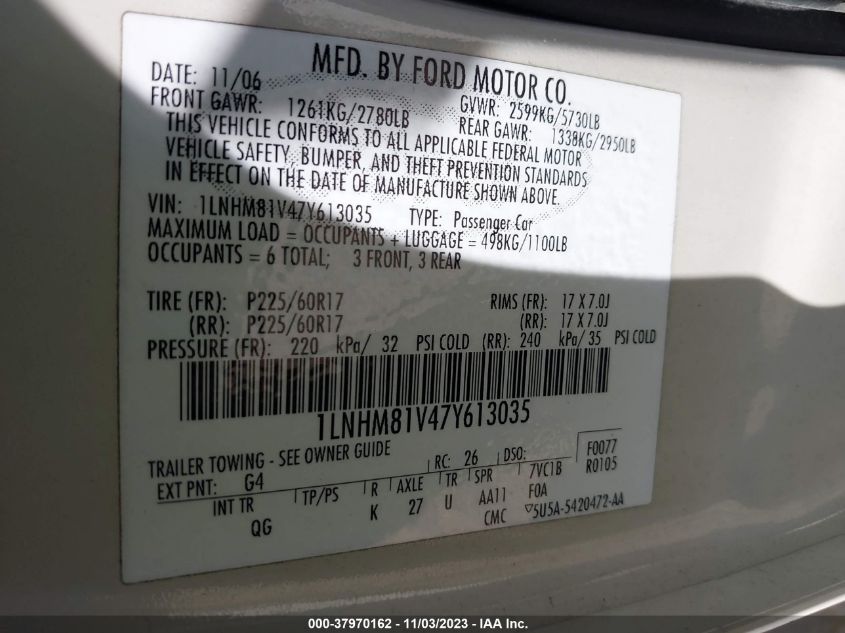 MFD. BY FORD MOTOR CO.
DATE: 11/06 GVWR: 2599KG/5730LB
FRONT GAWR: 1261KG/2780LB REAR GAWR: 1338KG/2950LB
THIS VEHICLE CONFORMS TO ALL APPLICABLE FEDERAL MOTOR
VEHICLE SAFETY, BUMPER, AND THEFT PREVENTION STANDARDS
IN EFFECT ON THE DATE OF MANUFACTURE SHOWN ABOVE.
VIN: 1LNHM81V47Y613035 TYPE: Passenger Car
MAXIMUM LOAD = OCCUPANTS + LUGGAGE = 498KG/1100LB
OCCUPANTS = 6 TOTAL; 3 FRONT, 3 REAR
TIRE (FR): P225/60R17 RIMS (FR): 17 X 7.0J
(RR): P225/60R17 (RR): 17 X 7.0J
PRESSURE (FR): 220 kPa/ 32 PSI COLD (RR): 240 kPa/ 35 PSI COLD
1LNHM81V47Y613035
TRAILER TOWING - SEE OWNER GUIDE
EXT PNT: G4 RC: 26 DSO: F0077
R0105
INT TR TP/PS R AXLE TR SPR 7VC1B
QG K 27 U AA11 F0A
CMC ▽5U5A-5420472-AA
000-37970162 - 11/03/2023 - IAAI Inc.